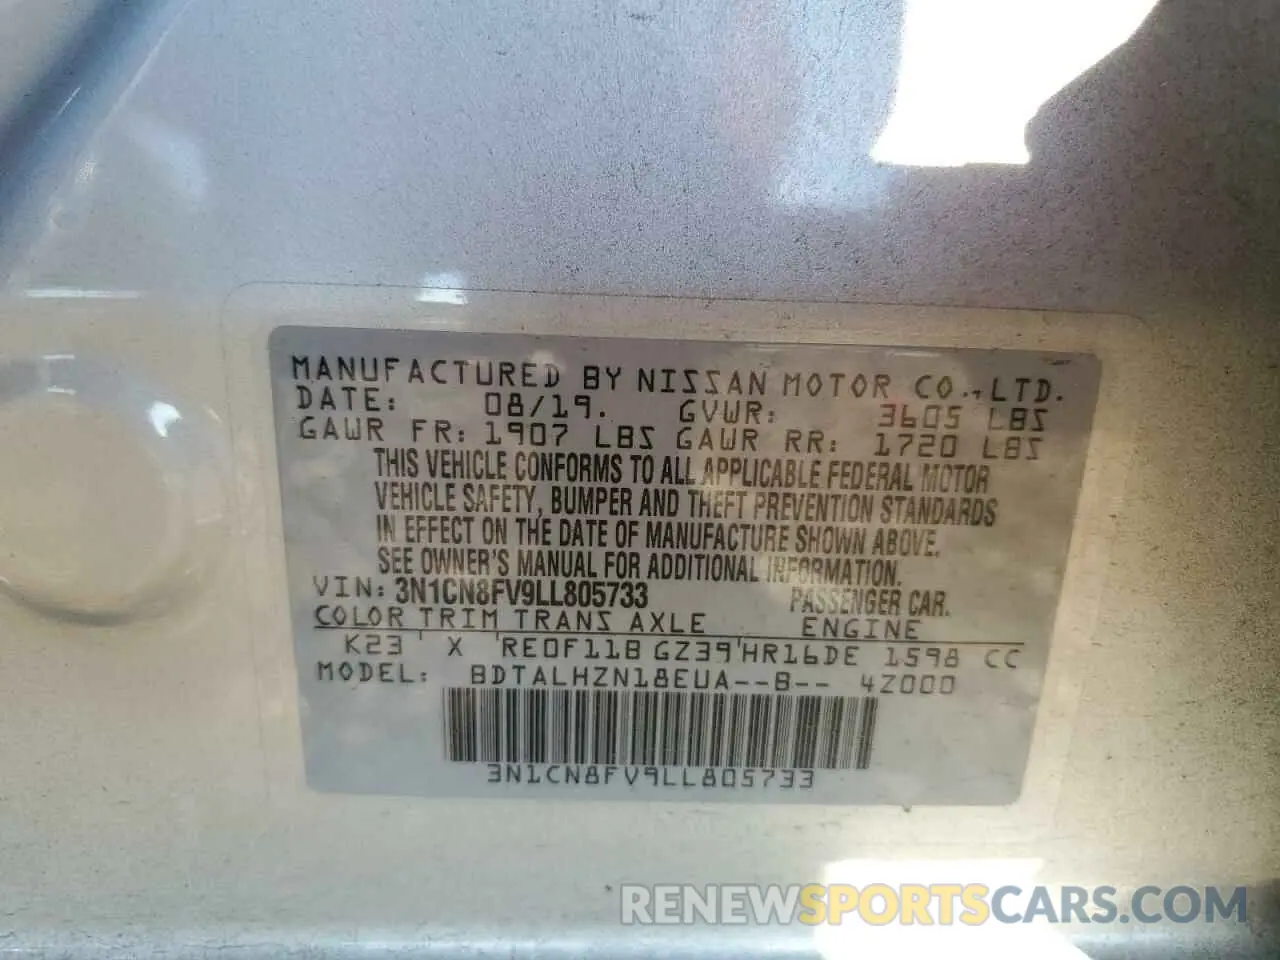 MANUFACTURED BY NISSAN MOTOR CO., LTD.
DATE: 08/19. GVWR: 3605 LBS
GAWR FR: 1907 LBS GAWR RR: 1720 LBS
THIS VEHICLE CONFORMS TO ALL APPLICABLE FEDERAL MOTOR
VEHICLE SAFETY, BUMPER AND THEFT PREVENTION STANDARDS
IN EFFECT ON THE DATE OF MANUFACTURE SHOWN ABOVE.
SEE OWNER'S MANUAL FOR ADDITIONAL INFORMATION.
VIN: 3N1CN8FV9LL805733 PASSENGER CAR.
COLOR TRIM TRANS AXLE ENGINE
K23 ' X 'RE0F11B GZ39'HR16DE 1598 CC
MODEL: BDTALHZN18EUA--B-- 4Z000
3N1CN8FV9LL805733
RENEWSPORTSCARS.COM